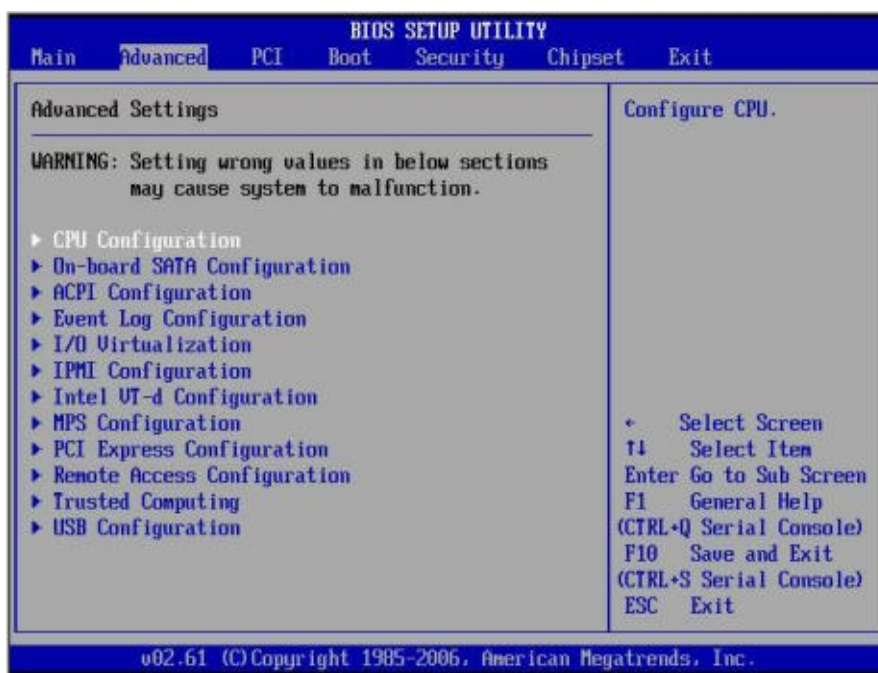 BIOS SETUP UTILITY
Main Advanced PCI Boot Security Chipset Exit
Advanced Settings
WARNING: Setting wrong values in below sections
may cause system to malfunction.
▶ CPU Configuration
▶ On-board SATA Configuration
▶ ACPI Configuration
▶ Event Log Configuration
▶ I/O Virtualization
▶ IPMI Configuration
▶ Intel VT-d Configuration
▶ MPS Configuration
▶ PCI Express Configuration
▶ Remote Access Configuration
▶ Trusted Computing
▶ USB Configuration
Configure CPU.
← Select Screen
↑↓ Select Item
Enter Go to Sub Screen
F1 General Help
(CTRL+Q Serial Console)
F10 Save and Exit
(CTRL+S Serial Console)
ESC Exit
v02.61 (C)Copyright 1985-2006, American Megatrends, Inc.